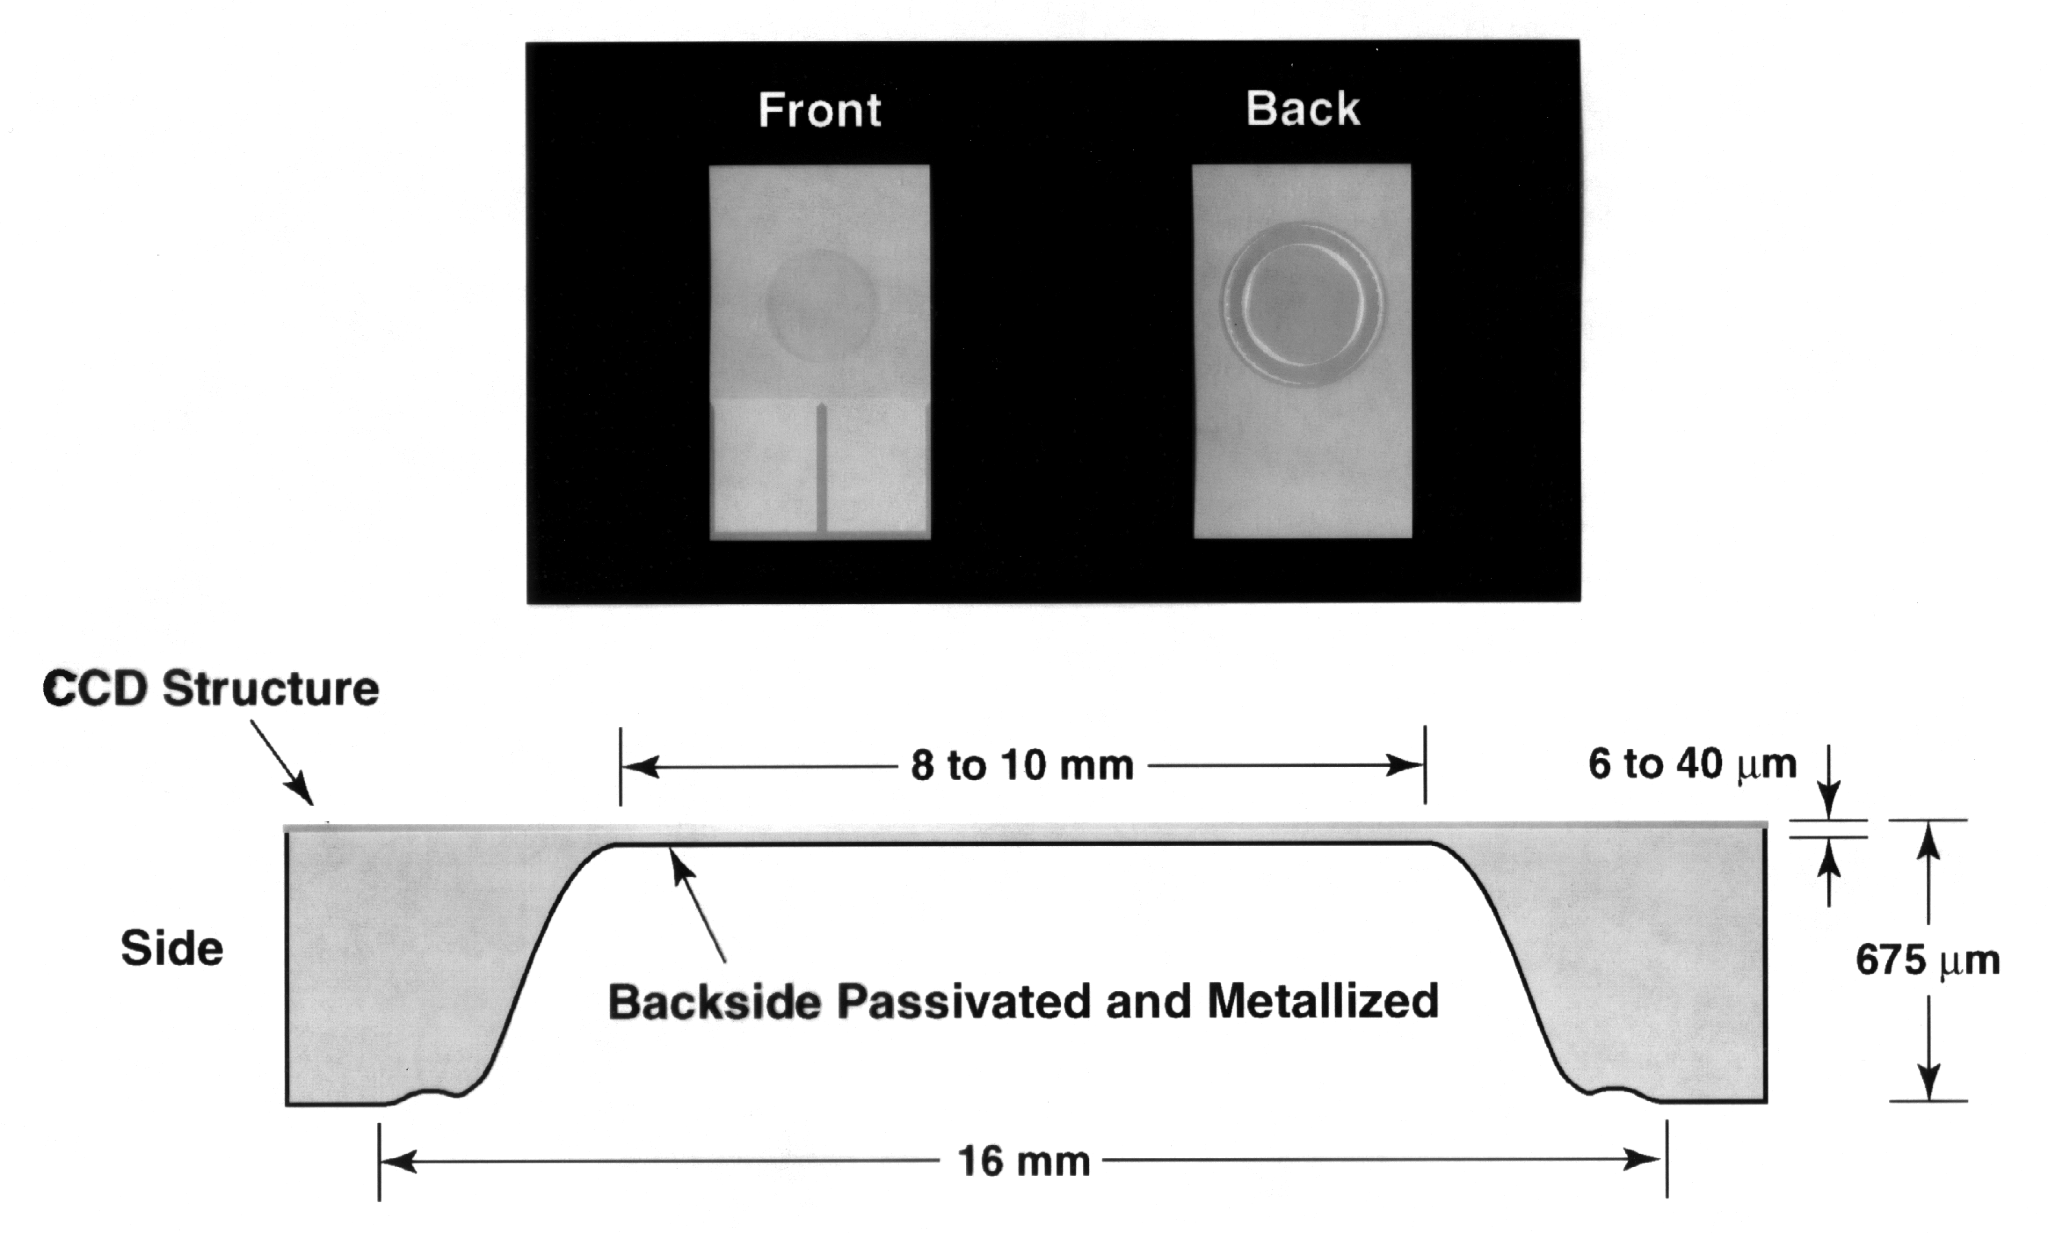 Front
Back
CCD Structure
8 to 10 mm
6 to 40 μm
Side
675 μm
Backside Passivated and Metallized
16 mm